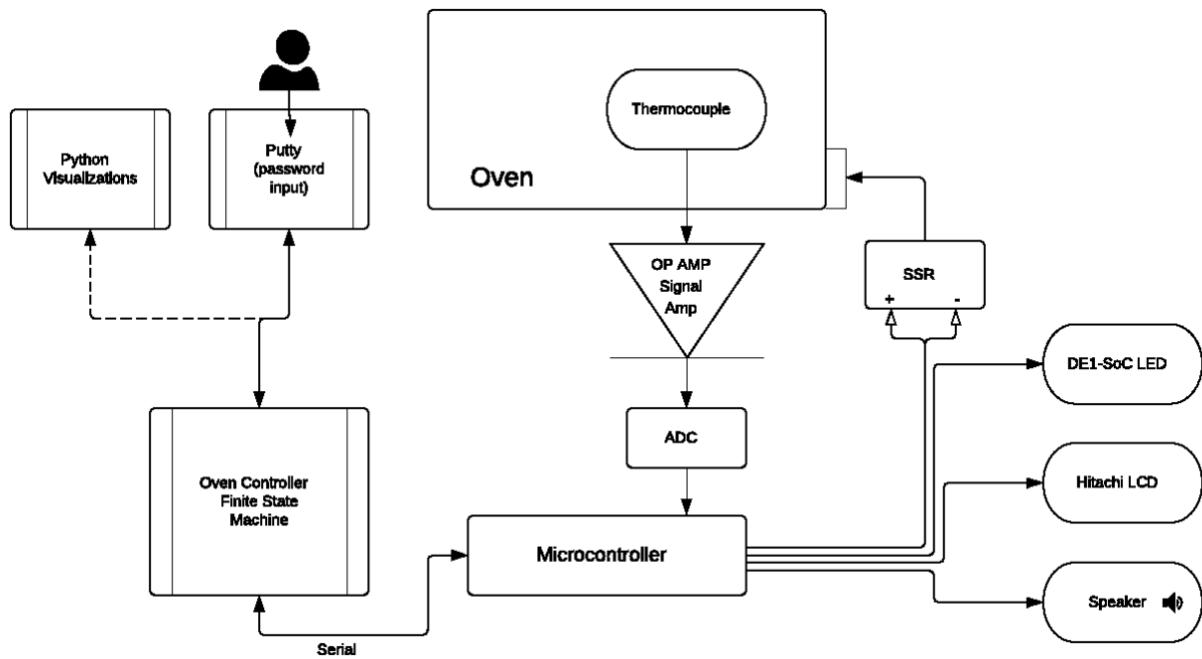 Python
Visualizations
Putty
(password
input)
Thermocouple
Oven
OP AMP
Signal
Amp
SSR
+ -
DE1-SoC LED
ADC
Hitachi LCD
Oven Controller
Finite State
Machine
Microcontroller
Speaker
Serial